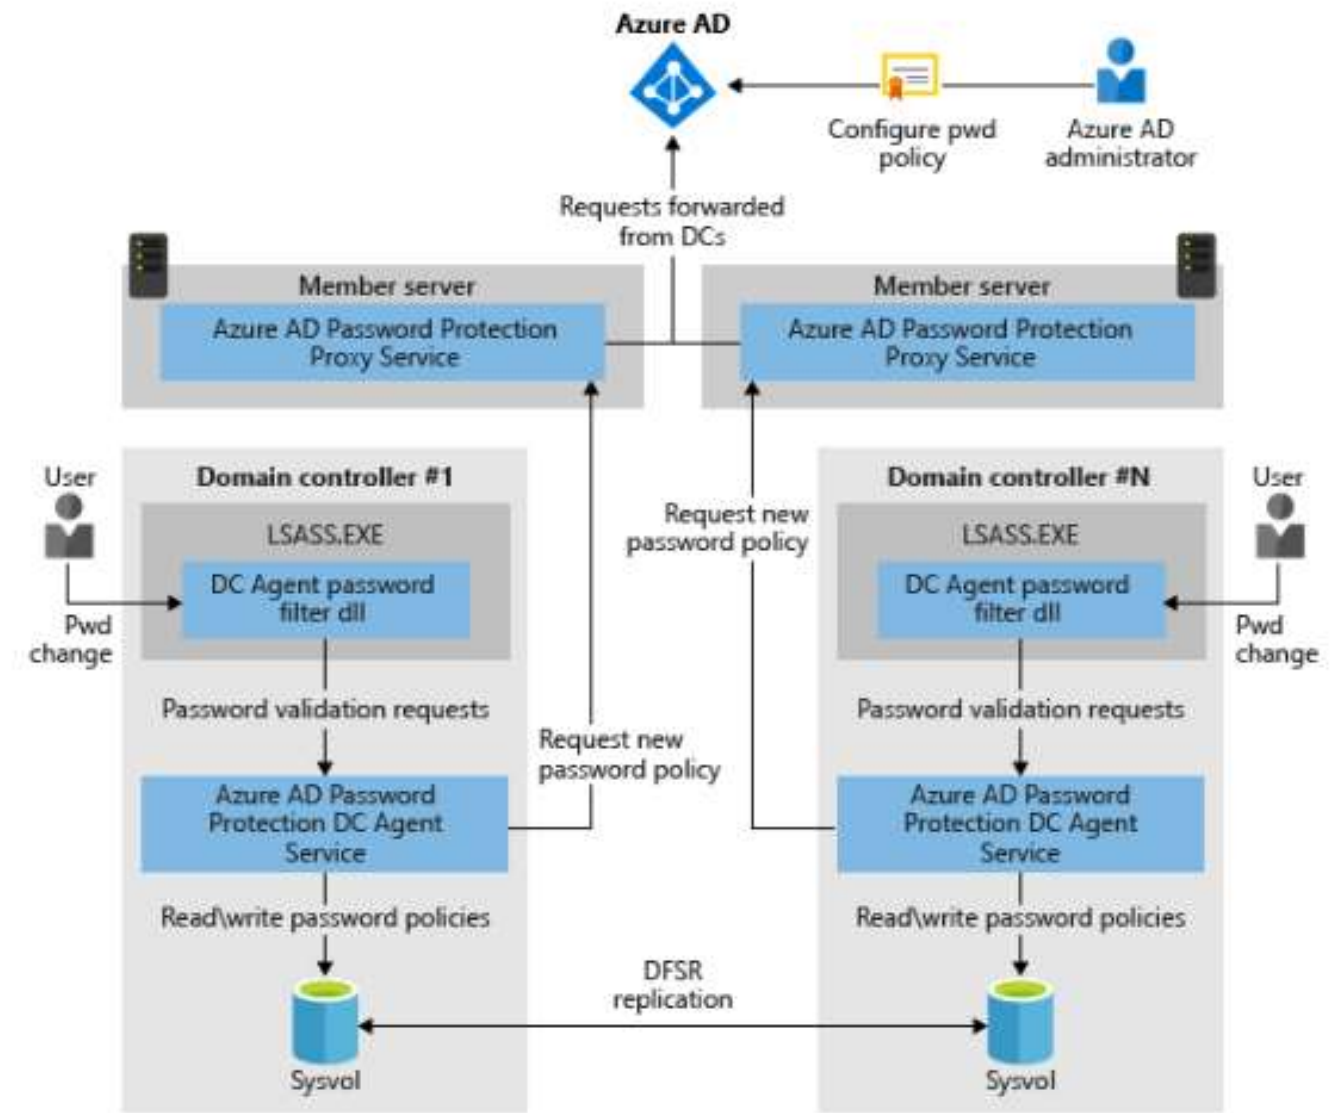 Azure AD
Configure pwd
policy
Azure AD
administrator
Requests forwarded
from DCs
Member server
Azure AD Password Protection
Proxy Service
Member server
Azure AD Password Protection
Proxy Service
User
Domain controller #1
LSASS.EXE
DC Agent password
filter dll
Pwd
change
Password validation requests
Request new
password policy
Azure AD Password
Protection DC Agent
Service
Read\write password policies
Sysvol
DFSR
replication
Request new
password policy
Domain controller #N
User
LSASS.EXE
DC Agent password
filter dll
Pwd
change
Password validation requests
Azure AD Password
Protection DC Agent
Service
Read\write password policies
Sysvol